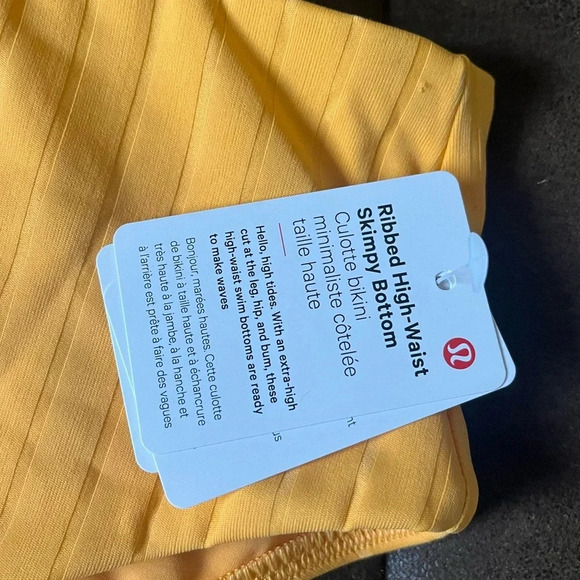 Ribbed High-Waist
Skimpy Bottom
Culotte bikini
minimaliste côtelée
taille haute
Hello, high tides. With an extra-high
cut at the leg, hip, and bum, these
high-waist swim bottoms are ready
to make waves
Bonjour, marées hautes. Cette culotte
de bikini à taille haute et à échancrure
très haute à la jambe, à la hanche et
à l'arrière est prête à faire des vagues